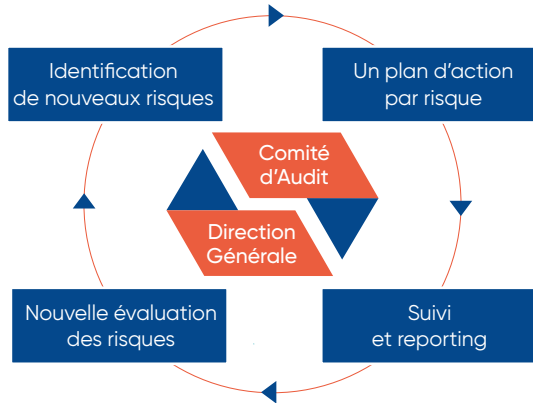 Identification
de nouveaux risques
Un plan d'action
par risque
Comité
d'Audit
Direction
Générale
Nouvelle évaluation
des risques
Suivi
et reporting